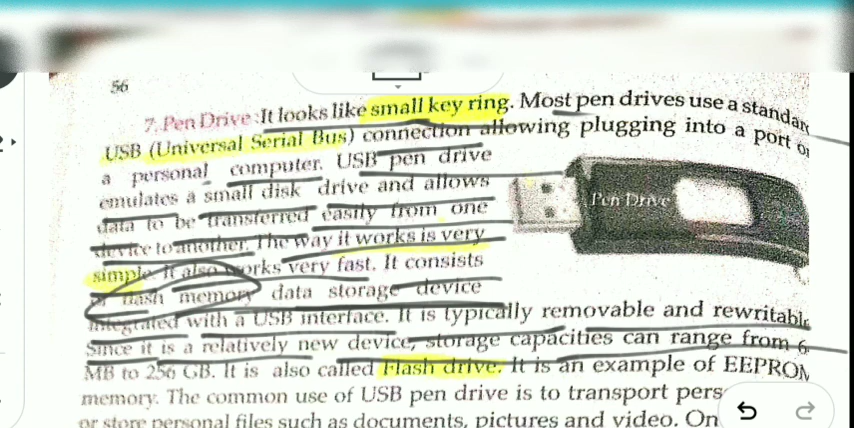 56
7. Pen Drive :It looks like small key ring. Most pen drives use a standar
USB (Universal Serial Bus) connection allowing plugging into a port or
a personal computer. USB pen drive
emulates a small disk drive and allows
data to be transferred easily from one
device to another. The way it works is very
simple. It also works very fast. It consists
of flash memory data storage device
integrated with a USB interface. It is typically removable and rewritabl
Since it is a relatively new device, storage capacities can range from 6
MB to 256 GB. It is also called Flash drive. It is an example of EEPROM
memory. The common use of USB pen drive is to transport pers
or store personal files such as documents, pictures and video. On
Pen Drive